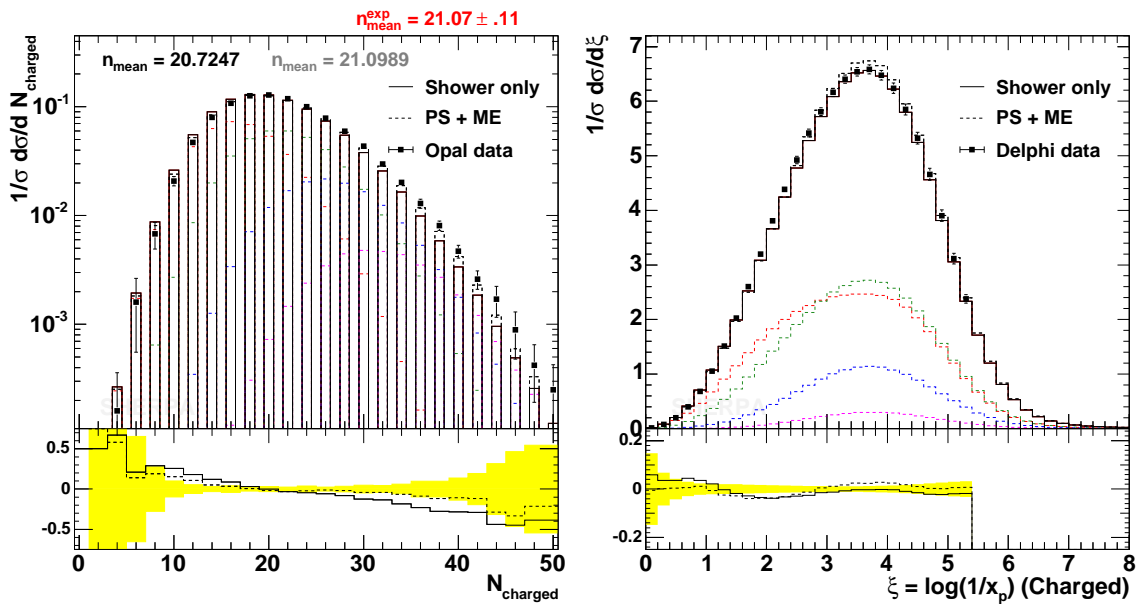 n_mean^exp = 21.07 ± .11
n_mean = 20.7247 n_mean = 21.0989
Shower only
PS + ME
Opal data
1/σ dσ/d N_charged
10^-1
10^-2
10^-3
0.5
0
-0.5
0 10 20 30 40 50
N_charged
1/σ dσ/dξ
Shower only
PS + ME
Delphi data
7
6
5
4
3
2
1
0
0.2
0
-0.2
0 1 2 3 4 5 6 7 8
ξ = log(1/x_p) (Charged)